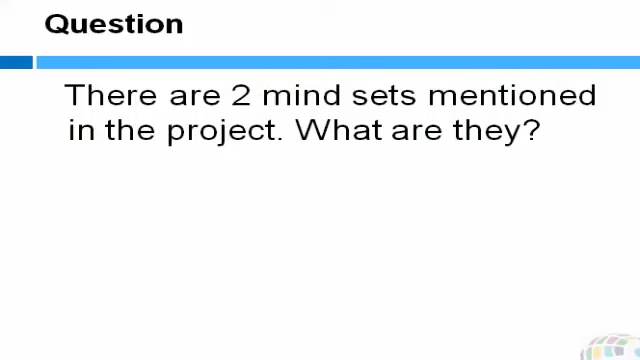 Question
There are 2 mind sets mentioned
in the project. What are they?